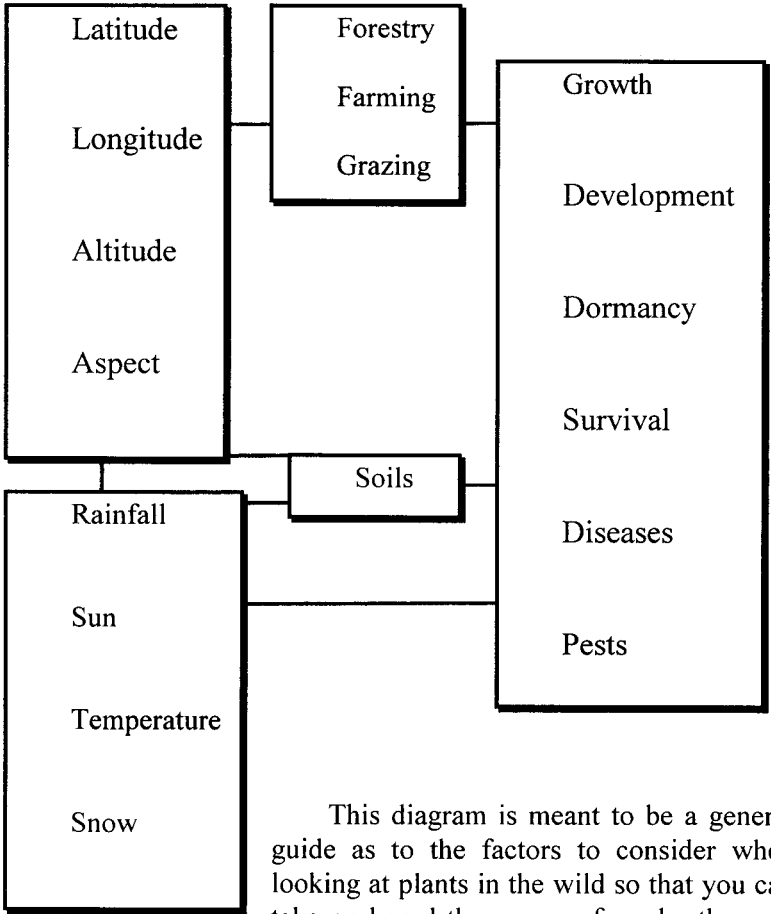 Latitude
Longitude
Altitude
Aspect
Forestry
Farming
Grazing
Growth
Development
Dormancy
Survival
Diseases
Pests
Soils
Rainfall
Sun
Temperature
Snow
This diagram is meant to be a gener
guide as to the factors to consider whe
looking at plants in the wild so that you ca